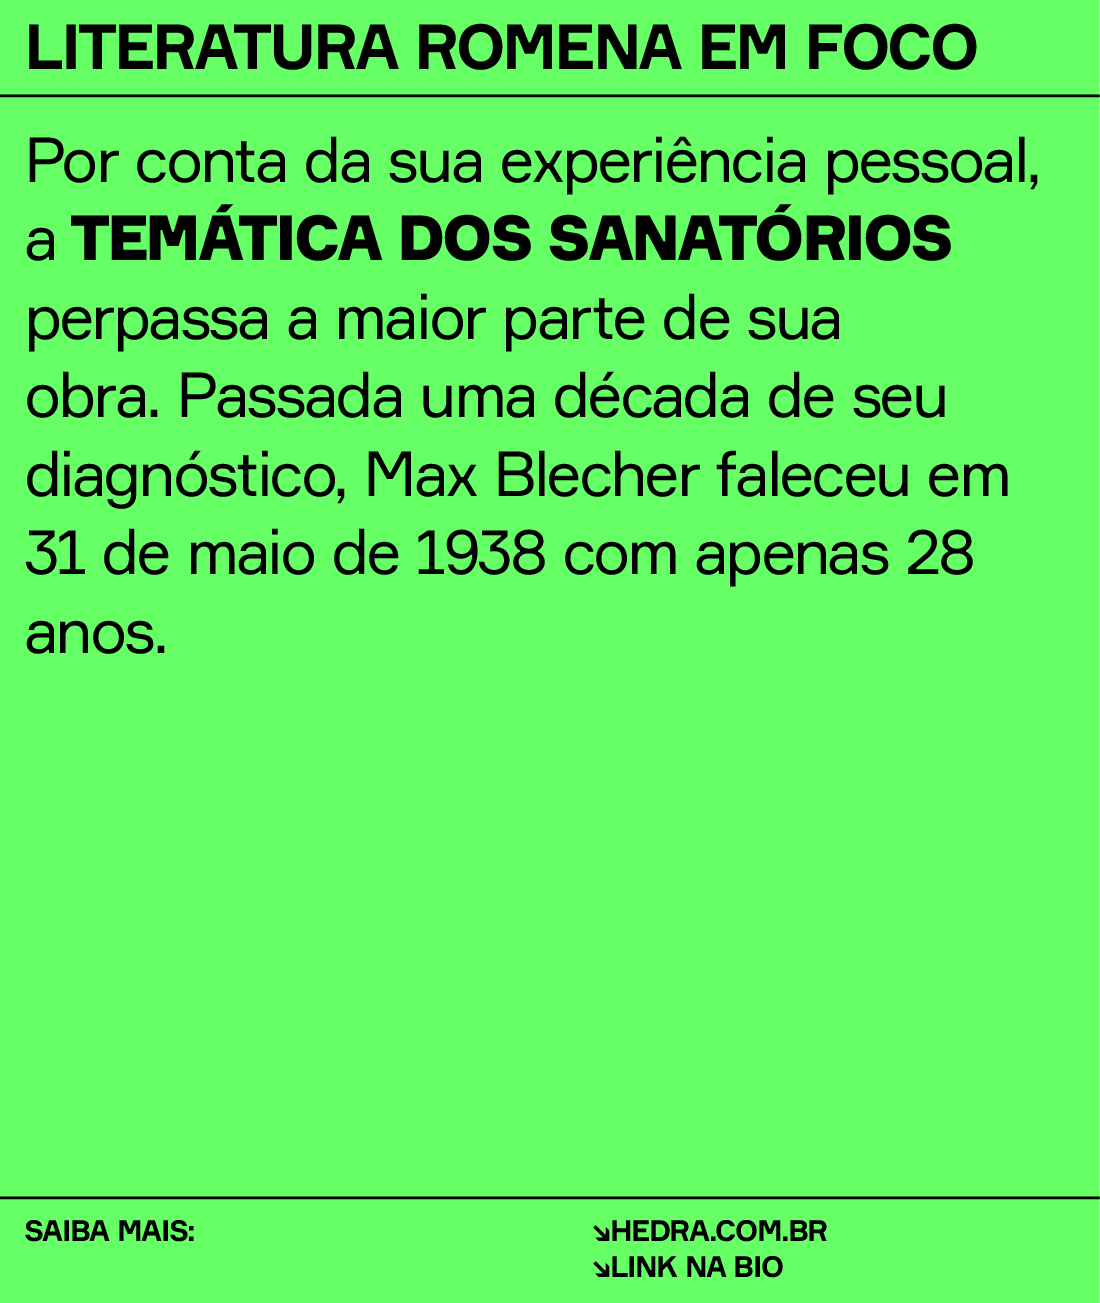 LITERATURA ROMENA EM FOCO
Por conta da sua experiência pessoal,
a TEMÁTICA DOS SANATÓRIOS
perpassa a maior parte de sua
obra. Passada uma década de seu
diagnóstico, Max Blecher faleceu em
31 de maio de 1938 com apenas 28
anos.
SAIBA MAIS:
↘HEDRA.COM.BR
↘LINK NA BIO